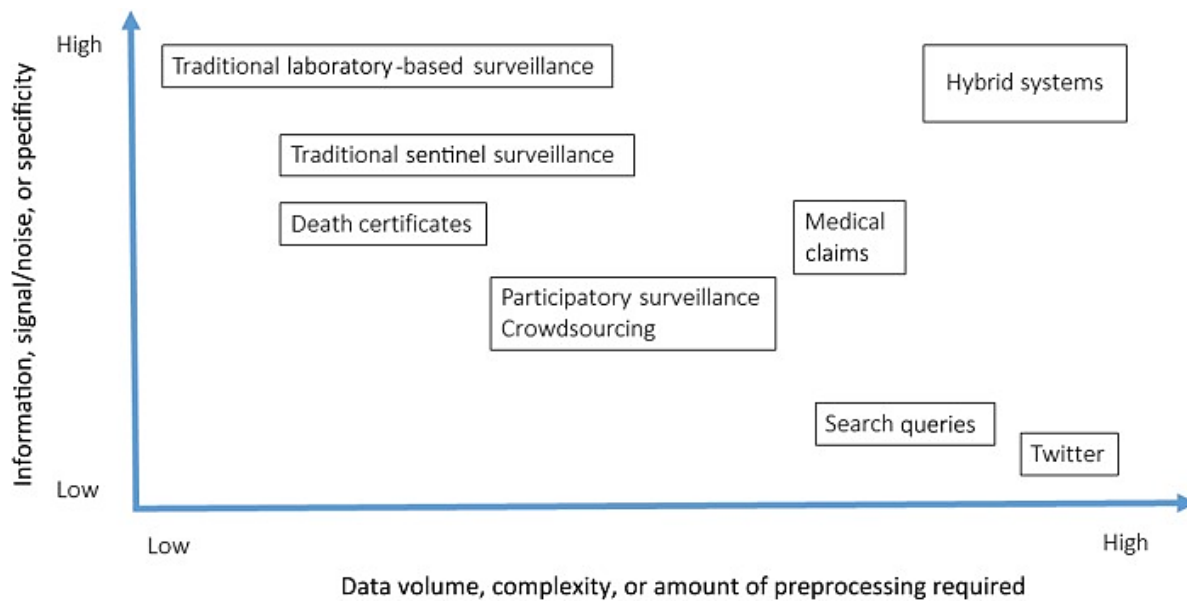 High
Traditional laboratory-based surveillance
Hybrid systems
Traditional sentinel surveillance
Death certificates
Medical
claims
Participatory surveillance
Crowdsourcing
Search queries
Twitter
Information, signal/noise, or specificity
Low
Low
High
Data volume, complexity, or amount of preprocessing required